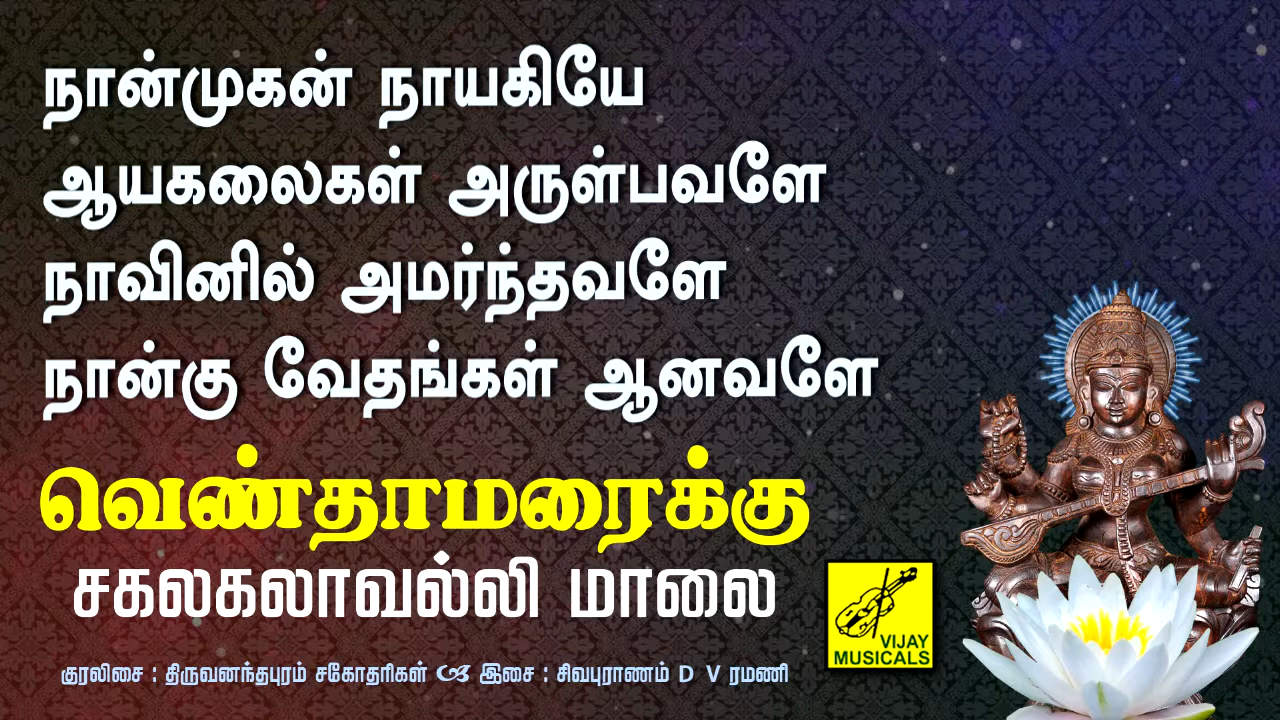 நான்முகன் நாயகியே
ஆயகலைகள் அருள்பவளே
நாவினில் அமர்ந்தவளே
நான்கு வேதங்கள் ஆனவளே
வெண்தாமரைக்கு
சகலகலாவல்லி மாலை
VIJAY
MUSICALS
குரலிசை : திருவனந்தபுரம் சகோதரிகள் இசை : சிவபுராணம் D V ரமணி